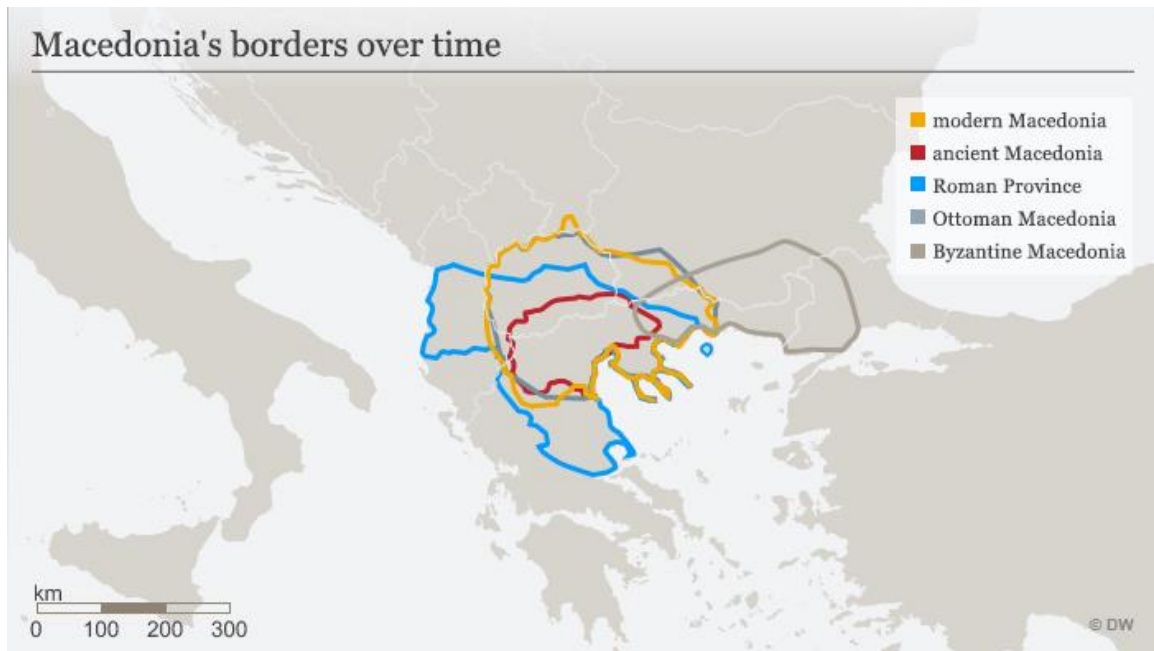 Macedonia's borders over time
modern Macedonia
ancient Macedonia
Roman Province
Ottoman Macedonia
Byzantine Macedonia
km
0 100 200 300
© DW